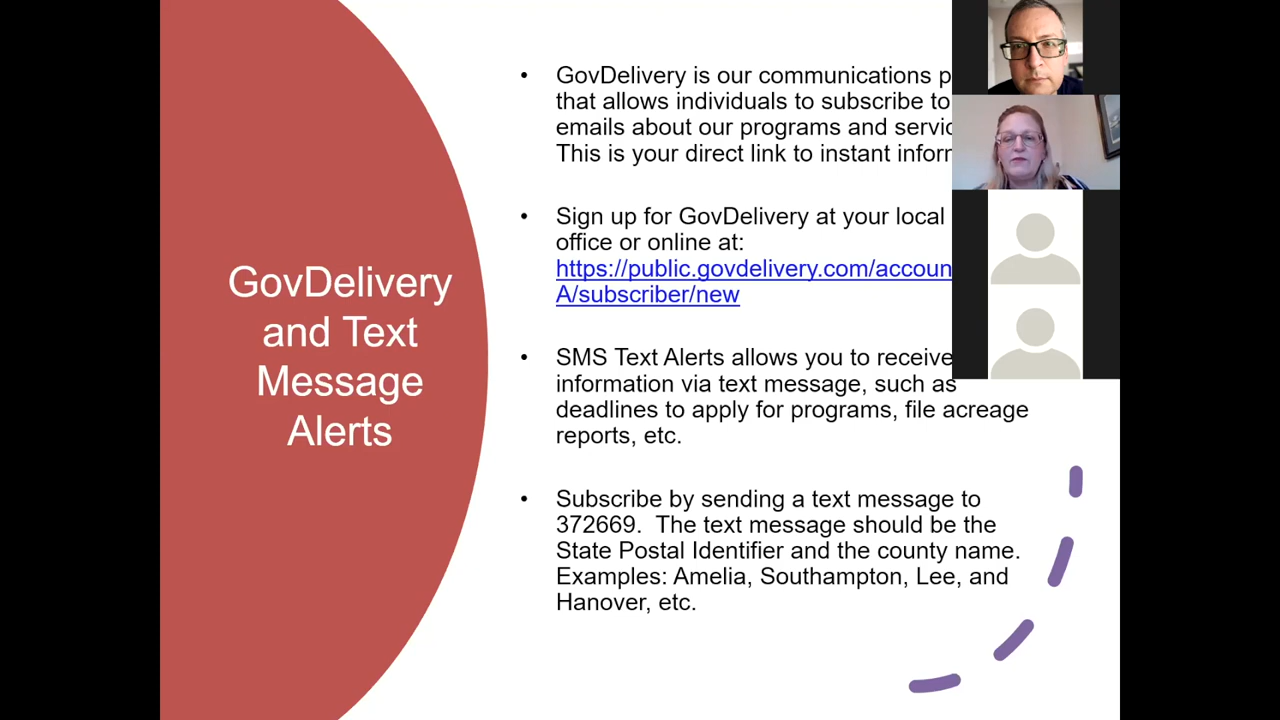 GovDelivery
and Text
Message
Alerts
• GovDelivery is our communications
that allows individuals to subscribe to
emails about our programs and
This is your direct link to instant
• Sign up for GovDelivery at your local
office or online at:
https://public.govdelivery.com/accoun
A/subscriber/new
• SMS Text Alerts allows you to receive
information via text message, such as
deadlines to apply for programs, file acreage
reports, etc.
• Subscribe by sending a text message to
372669. The text message should be the
State Postal Identifier and the county name.
Examples: Amelia, Southampton, Lee, and
Hanover, etc.